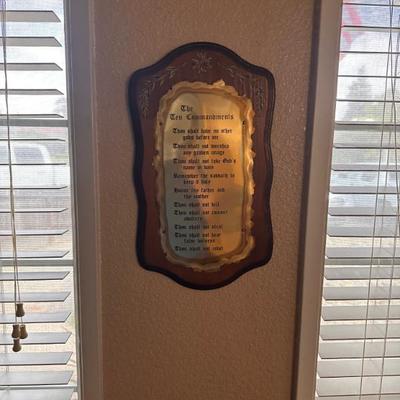 The
Ten Commandments
Thou shalt have no other
gods before me
Thou shalt not worship
any graven image
Thou shalt not take God's
name in vain
Remember the sabbath to
keep it holy
Honor thy father and
thy mother
Thou shalt not kill
Thou shalt not commit
adultery
Thou shalt not steal
Thou shalt not bear
false witness
Thou shalt not covet